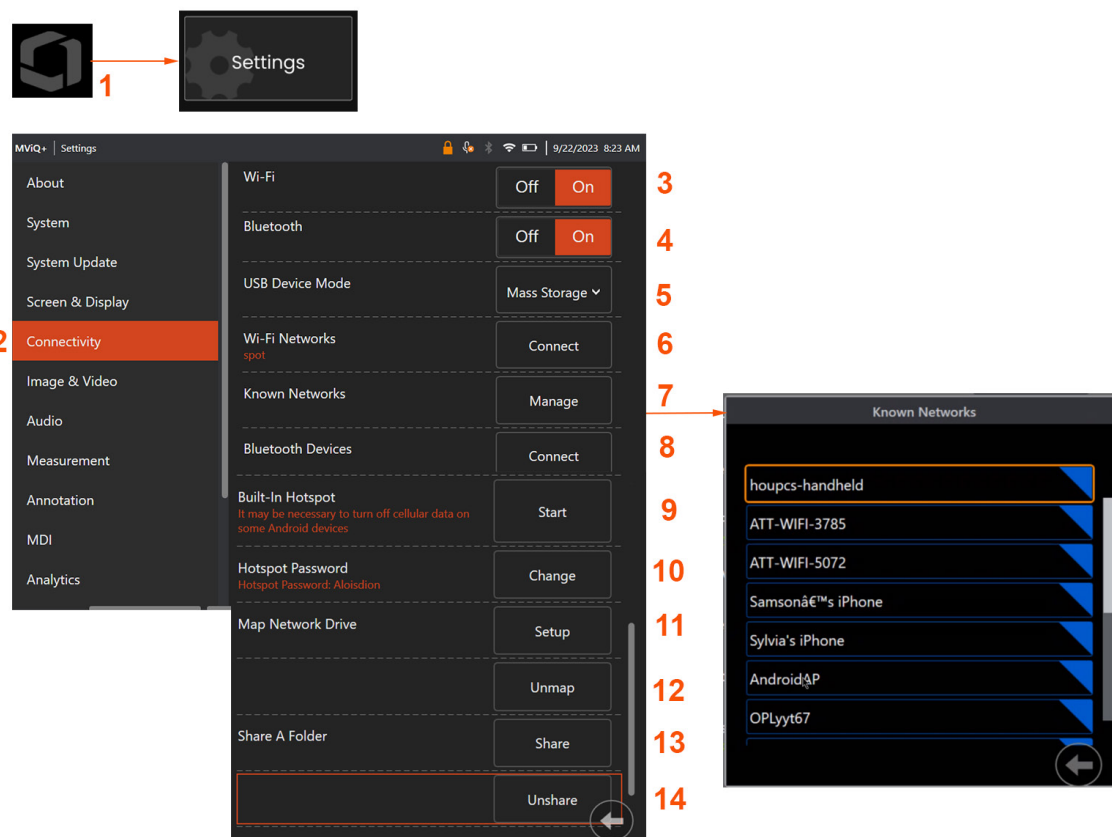 1
Settings
MViQ+ | Settings
9/22/2023 8:23 AM
About
System
System Update
Screen & Display
2
Connectivity
Image & Video
Audio
Measurement
Annotation
MDI
Analytics
Wi-Fi
Off On
3
Bluetooth
Off On
4
USB Device Mode
Mass Storage
5
Wi-Fi Networks
spot
Connect
6
Known Networks
Manage
7
Bluetooth Devices
Connect
8
Built-In Hotspot
It may be necessary to turn off cellular data on
some Android devices
Start
9
Hotspot Password
Hotspot Password: Aloisdion
Change
10
Map Network Drive
Setup
11
Unmap
12
Share A Folder
Share
13
Unshare
14
Known Networks
houpcs-handheld
ATT-WIFI-3785
ATT-WIFI-5072
Samsonâ€™s iPhone
Sylvia's iPhone
AndroidAP
OPLyyt67